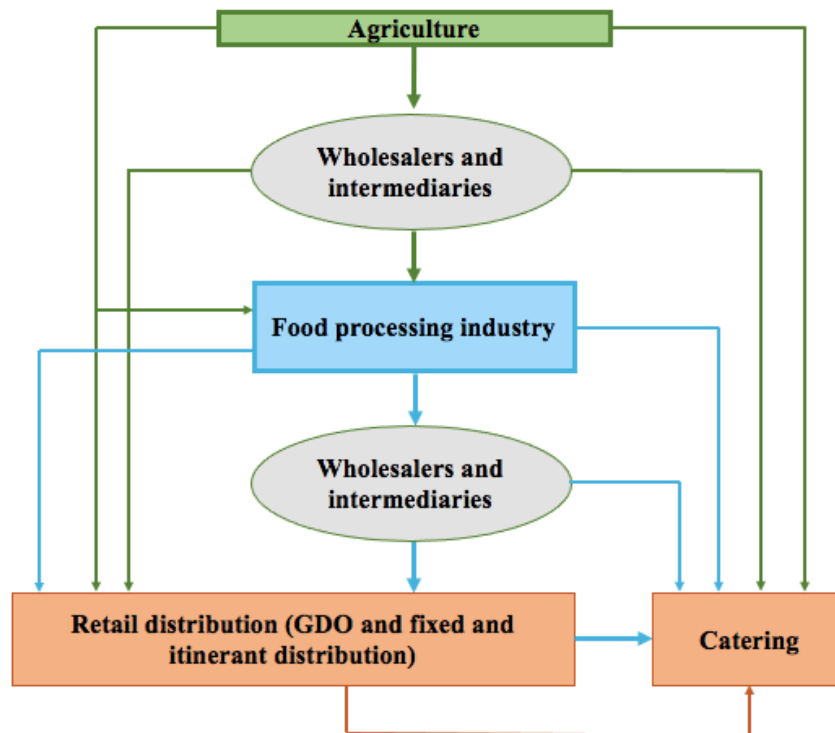 Agriculture
Wholesalers and
intermediaries
Food processing industry
Wholesalers and
intermediaries
Retail distribution (GDO and fixed and
itinerant distribution)
Catering